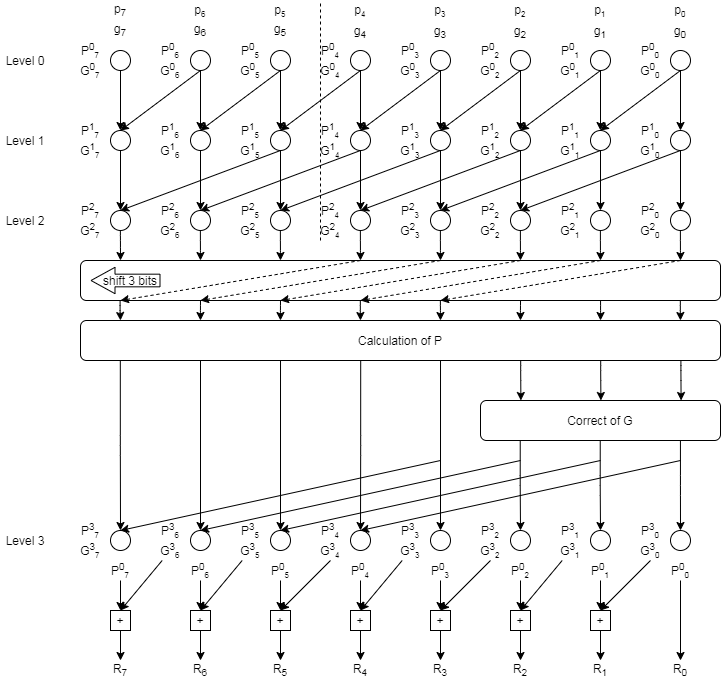 p7 p6 p5 p4 p3 p2 p1 p0
g7 g6 g5 g4 g3 g2 g1 g0
Level 0
P⁰7 P⁰6 P⁰5 P⁰4 P⁰3 P⁰2 P⁰1 P⁰0
G⁰7 G⁰6 G⁰5 G⁰4 G⁰3 G⁰2 G⁰1 G⁰0
Level 1
P¹7 P¹6 P¹5 P¹4 P¹3 P¹2 P¹1 P¹0
G¹7 G¹6 G¹5 G¹4 G¹3 G¹2 G¹1 G¹0
Level 2
P²7 P²6 P²5 P²4 P²3 P²2 P²1 P²0
G²7 G²6 G²5 G²4 G²3 G²2 G²1 G²0
shift 3 bits
Calculation of P
Correct of G
Level 3
P³7 P³6 P³5 P³4 P³3 P³2 P³1 P³0
G³7 G³6 G³5 G³4 G³3 G³2 G³1 G³0
P⁰7 P⁰6 P⁰5 P⁰4 P⁰3 P⁰2 P⁰1 P⁰0
+ + + + + + +
R7 R6 R5 R4 R3 R2 R1 R0